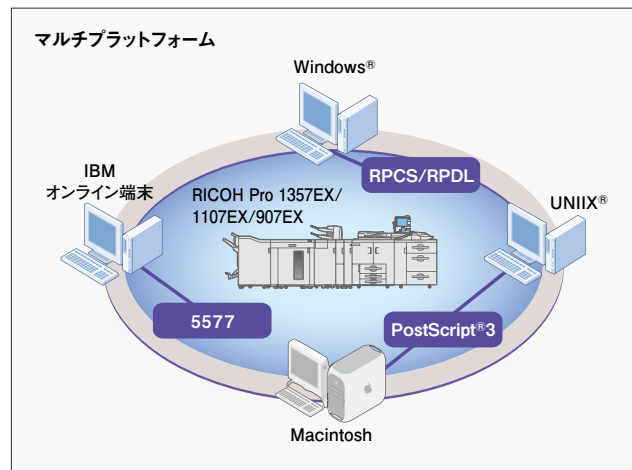 マルチプラットフォーム
Windows®
RPCS/RPDL
IBM
オンライン端末
RICOH Pro 1357EX/
1107EX/907EX
UNIIX®
5577
PostScript®3
Macintosh